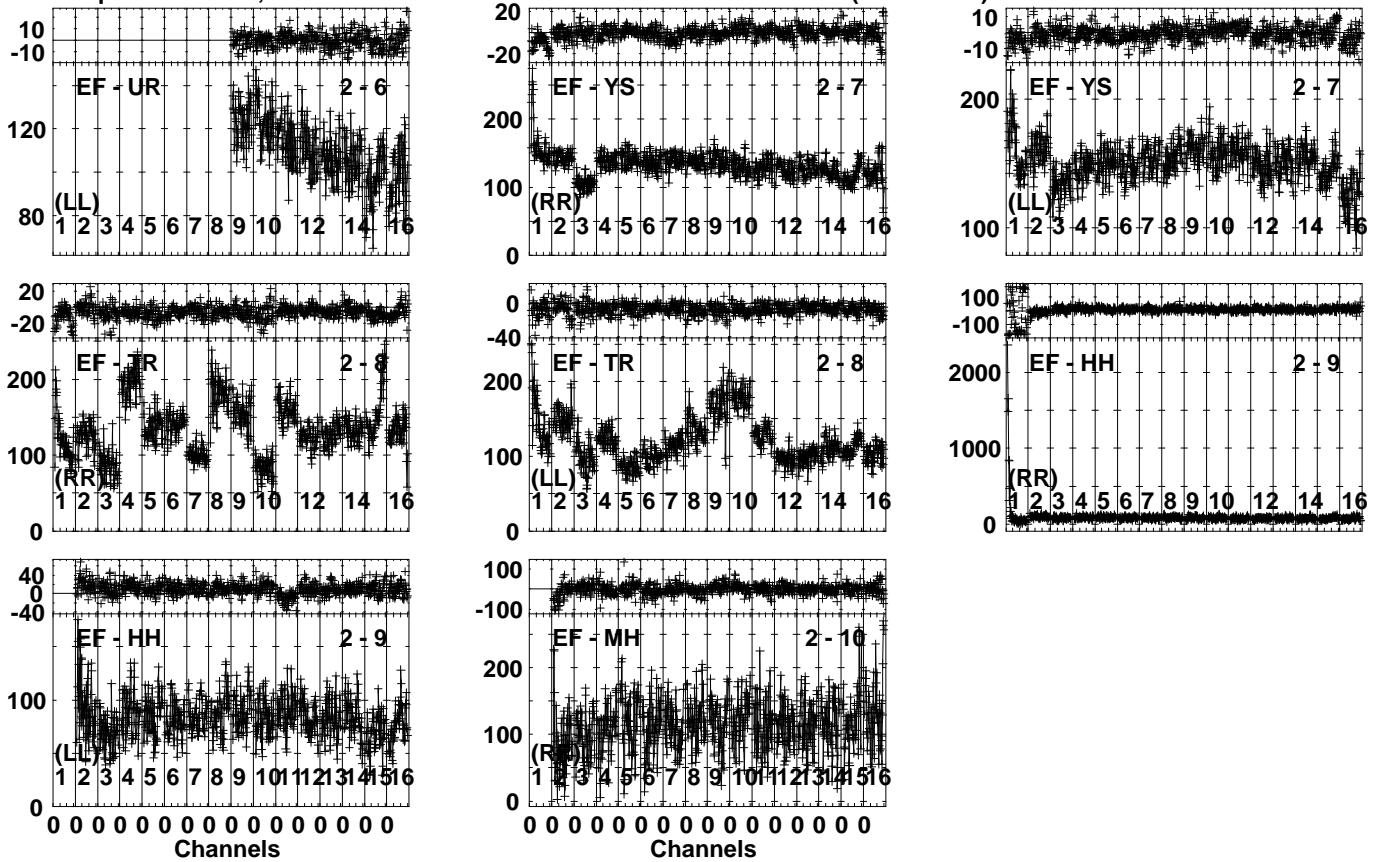 10 20 10
-10 -20 -10
EF - UR 2 - 6 EF - YS 2 - 7 EF - YS 2 - 7
200 200
120
100
80 (LL) (RR) (LL)
1 2 3 4 5 6 7 8 9 10 12 14 16 1 2 3 4 5 6 7 8 9 10 12 14 16 1 2 3 4 5 6 7 8 9 10 12 14 16
100
0
20 0 100
-20 -40 -100
EF - TR 2 - 8 EF - TR 2 - 8 EF - HH 2 - 9
200 200 2000
100 100 1000
(RR) (LL) (RR)
1 2 3 4 5 6 7 8 9 10 12 14 16 1 2 3 4 5 6 7 8 9 10 12 14 16 1 2 3 4 5 6 7 8 9 10 12 14 16
0 0 0
40 100
0
-40 -100
EF - HH 2 - 9 EF - MH 2 - 10
200
100 100
(LL) (RR)
1 2 3 4 5 6 7 8 9 10 11 12 13 14 15 16 1 2 3 4 5 6 7 8 9 10 11 12 13 14 15 16
0 0
0 0 0 0 0 0 0 0 0 0 0 0 0 0 0 0 0 0 0 0 0 0 0 0 0 0 0 0 0 0 0 0
Channels Channels